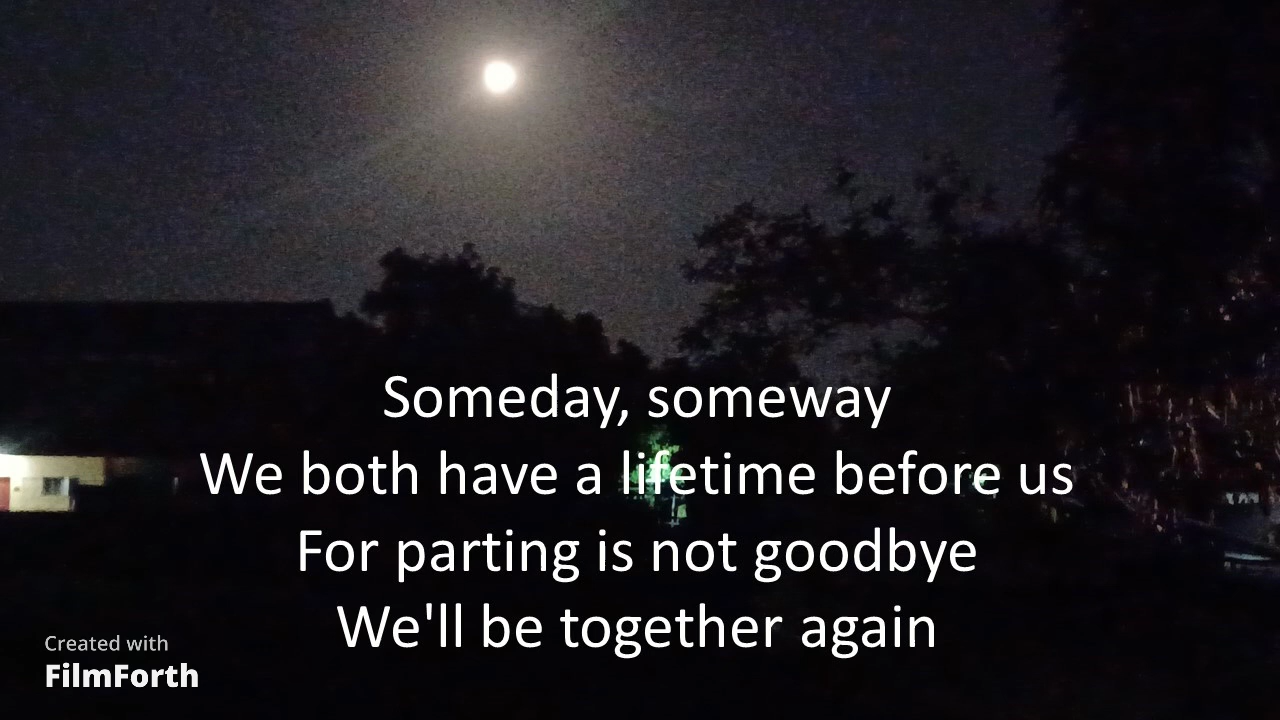 Someday, someway
We both have a lifetime before us
For parting is not goodbye
We'll be together again
Created with
FilmForth